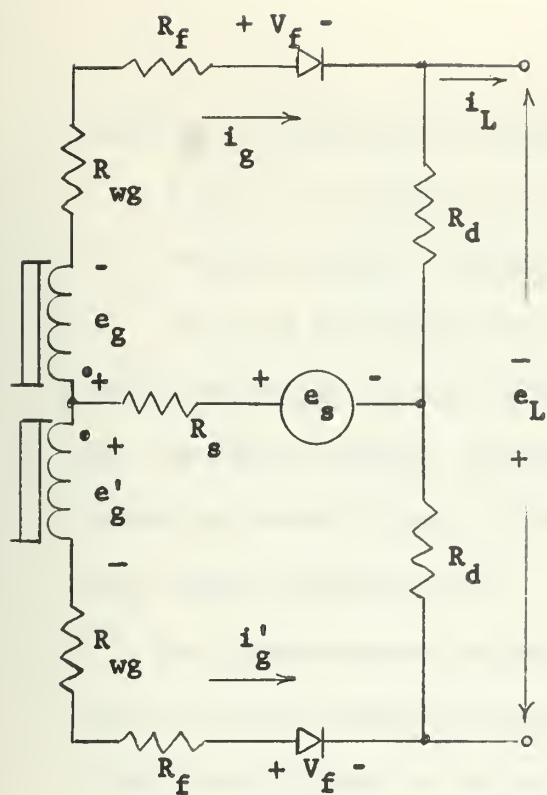 R_f + V_f -
i_g i_L
R_wg
R_d
-
e_g
+
+ e_s - -
R_s e_L
+ +
e'_g
-
R_d
R_wg i'_g
R_f + V_f -